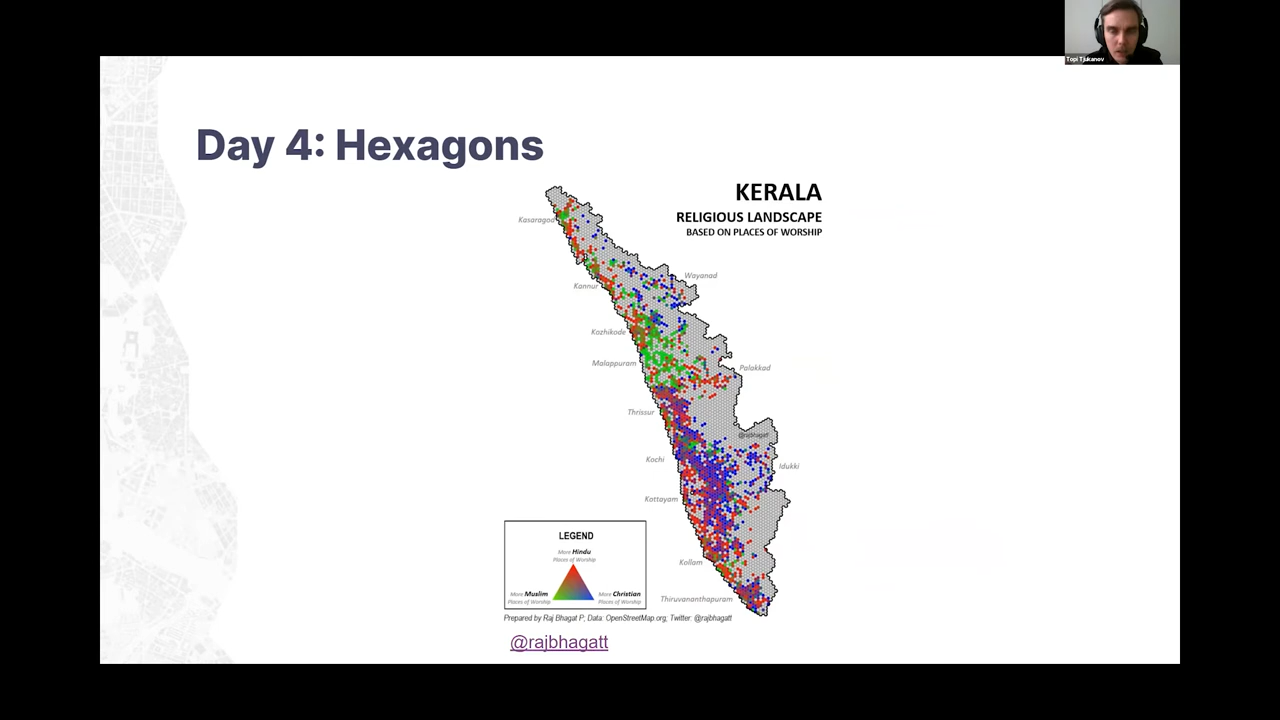 Topi Tjukanov
Day 4: Hexagons
KERALA
RELIGIOUS LANDSCAPE
BASED ON PLACES OF WORSHIP
Kasaragod
Wayanad
Kannur
Kozhikode
Malappuram
Palakkad
Thrissur
@rajbhagatt
Kochi
Idukki
Kottayam
Kollam
Thiruvananthapuram
LEGEND
More Hindu
Places of Worship
More Muslim
Places of Worship
More Christian
Places of Worship
Prepared by Raj Bhagat P; Data: OpenStreetMap.org; Twitter: @rajbhagatt
@rajbhagatt